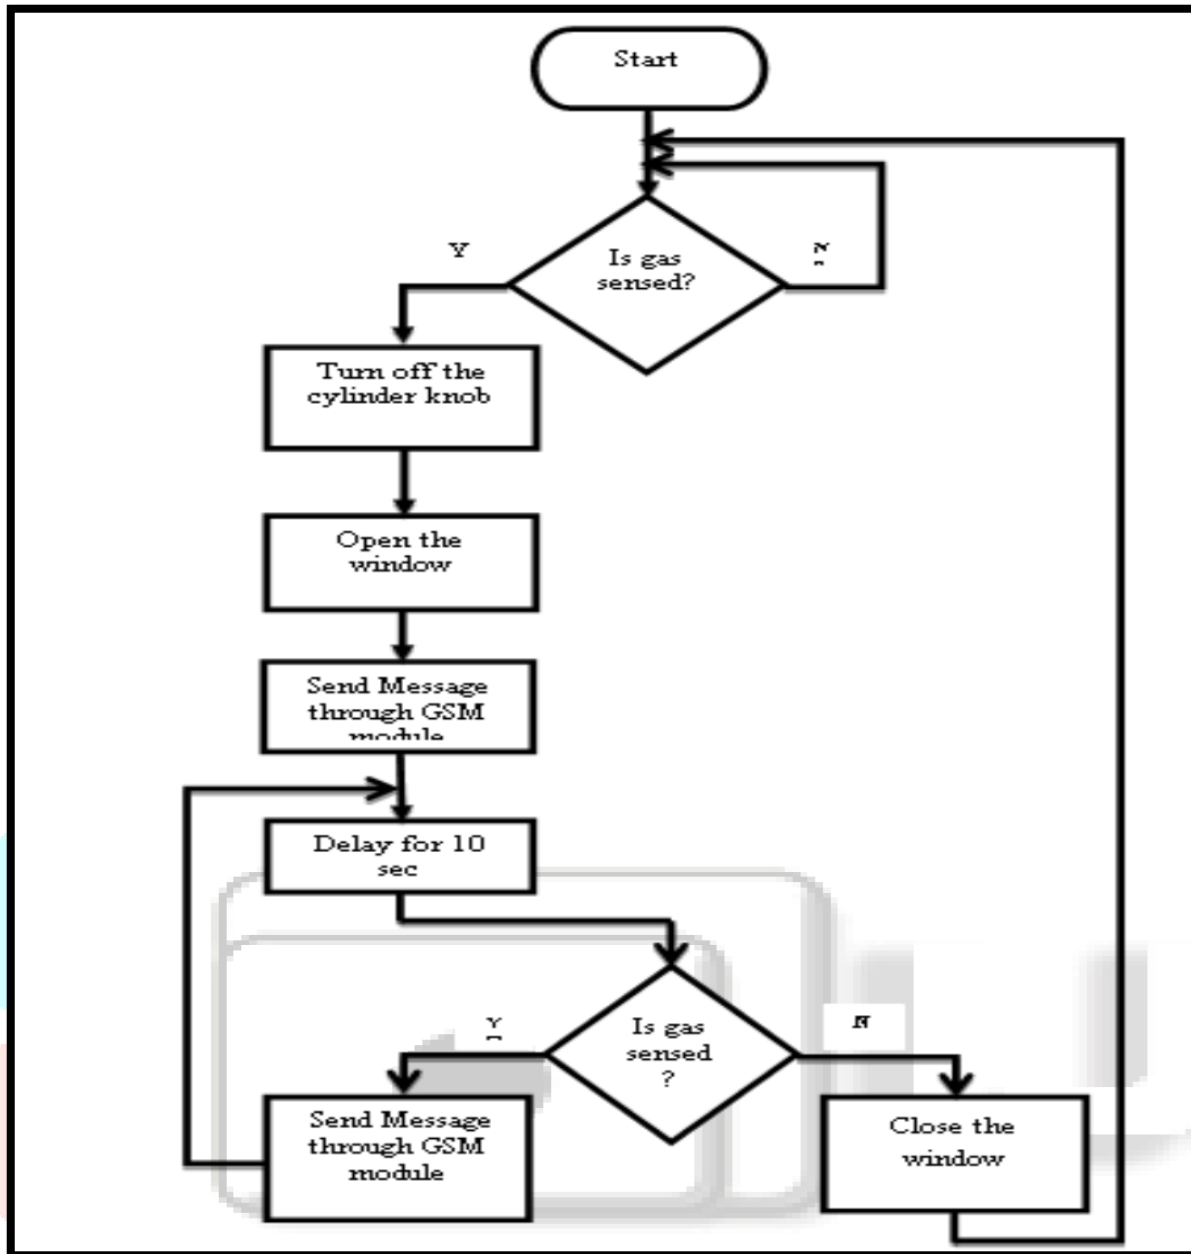 Start
Is gas
sensed?
Y
N
Turn off the
cylinder knob
Open the
window
Send Message
through GSM
module
Delay for 10
sec
Is gas
sensed
?
Y
N
Send Message
through GSM
module
Close the
window